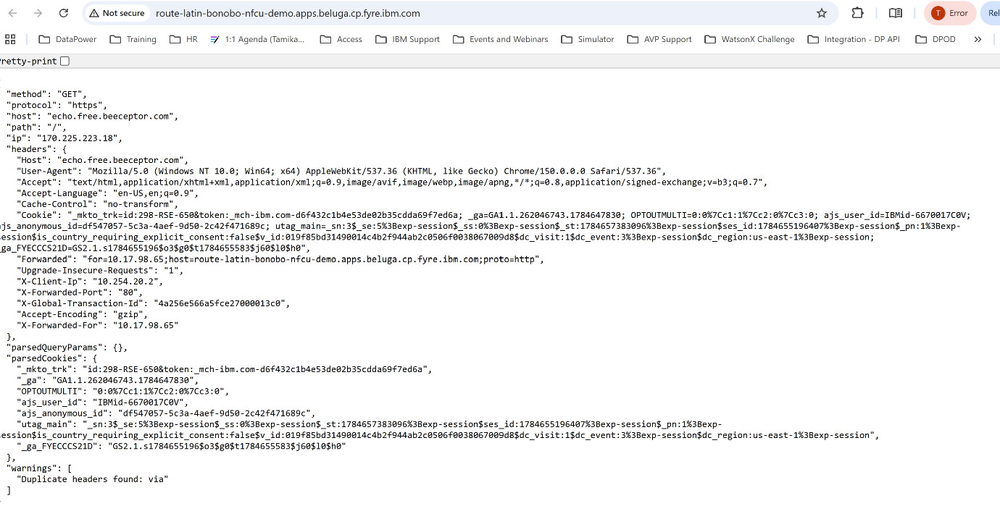 Not secure route-latin-bonobo-nfcu-demo.apps.beluga.cp.fyre.ibm.com T Error Rel
DataPower Training HR 1:1 Agenda (Tamika... Access IBM Support Events and Webinars Simulator AVP Support WatsonX Challenge Integration - DP API DPOD »
retty-print
"method": "GET",
"protocol": "https",
"host": "echo.free.beeceptor.com",
"path": "/",
"ip": "170.225.223.18",
"headers": {
"Host": "echo.free.beeceptor.com",
"User-Agent": "Mozilla/5.0 (Windows NT 10.0; Win64; x64) AppleWebKit/537.36 (KHTML, like Gecko) Chrome/150.0.0.0 Safari/537.36",
"Accept": "text/html,application/xhtml+xml,application/xml;q=0.9,image/avif,image/webp,image/apng,*/*;q=0.8,application/signed-exchange;v=b3;q=0.7",
"Accept-Language": "en-US,en;q=0.9",
"Cache-Control": "no-transform",
"Cookie": "_mkto_trk=id:298-RSE-650&token:_mch-ibm.com-d6f432c1b4e53de02b35cdda69f7ed6a; _ga=GA1.1.262046743.1784647830; OPTOUTMULTI=0:0%7Cc1:1%7Cc2:0%7Cc3:0; ajs_user_id=IBMid-6670017C0V;
ajs_anonymous_id=df547057-5c3a-4aef-9d50-2c42f471689c; utag_main=_sn:3$_se:5%3Bexp-session$_ss:0%3Bexp-session$_st:1784657383096%3Bexp-session$ses_id:1784655196407%3Bexp-session$_pn:1%3Bexp-
session$is_country_requiring_explicit_consent:false$v_id:019f85bd31490014c4b2f944ab2c0506f0038067009d8$dc_visit:1$dc_event:3%3Bexp-session$dc_region:us-east-1%3Bexp-session;
_ga_FYECCCS21D=GS2.1.s1784655196$o3$g0$t1784655583$j60$l0$h0",
"Forwarded": "for=10.17.98.65;host=route-latin-bonobo-nfcu-demo.apps.beluga.cp.fyre.ibm.com;proto=http",
"Upgrade-Insecure-Requests": "1",
"X-Client-Ip": "10.254.20.2",
"X-Forwarded-Port": "80",
"X-Global-Transaction-Id": "4a256e566a5fce27000013c0",
"Accept-Encoding": "gzip",
"X-Forwarded-For": "10.17.98.65"
},
"parsedQueryParams": {},
"parsedCookies": {
"_mkto_trk": "id:298-RSE-650&token:_mch-ibm.com-d6f432c1b4e53de02b35cdda69f7ed6a",
"_ga": "GA1.1.262046743.1784647830",
"OPTOUTMULTI": "0:0%7Cc1:1%7Cc2:0%7Cc3:0",
"ajs_user_id": "IBMid-6670017C0V",
"ajs_anonymous_id": "df547057-5c3a-4aef-9d50-2c42f471689c",
"utag_main": "_sn:3$_se:5%3Bexp-session$_ss:0%3Bexp-session$_st:1784657383096%3Bexp-session$ses_id:1784655196407%3Bexp-session$_pn:1%3Bexp-
session$is_country_requiring_explicit_consent:false$v_id:019f85bd31490014c4b2f944ab2c0506f0038067009d8$dc_visit:1$dc_event:3%3Bexp-session$dc_region:us-east-1%3Bexp-session",
"_ga_FYECCCS21D": "GS2.1.s1784655196$o3$g0$t1784655583$j60$l0$h0"
},
"warnings": [
"Duplicate headers found: via"
]